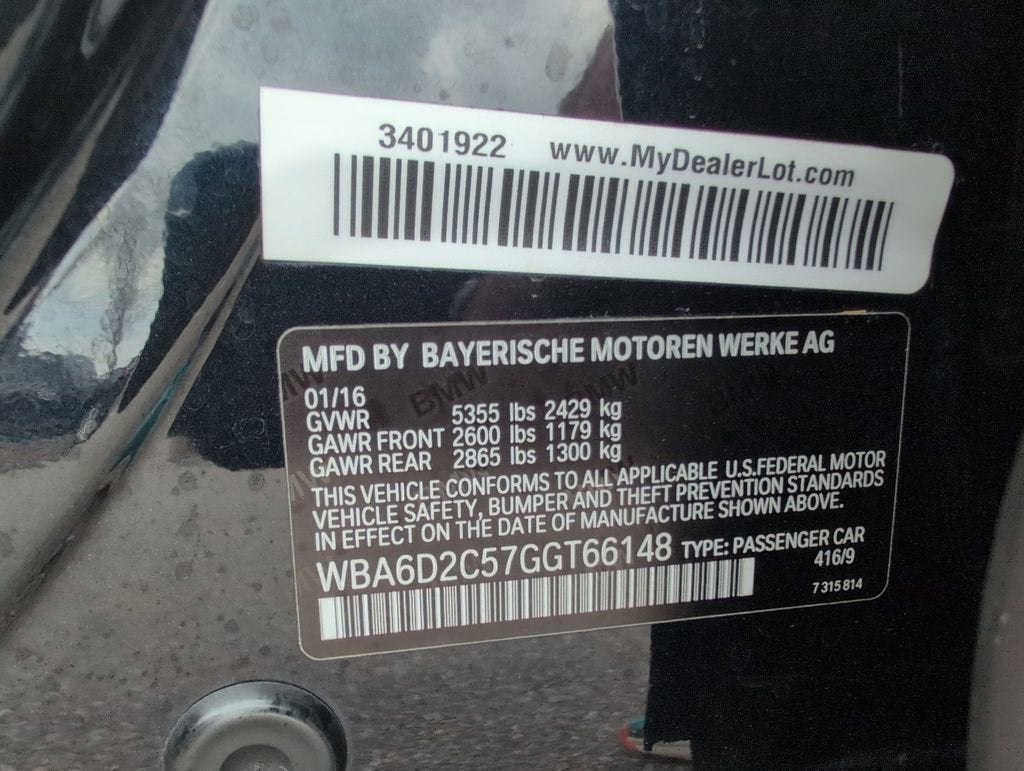 3401922 www.MyDealerLot.com
MFD BY BAYERISCHE MOTOREN WERKE AG
01/16
GVWR 5355 lbs 2429 kg
GAWR FRONT 2600 lbs 1179 kg
GAWR REAR 2865 lbs 1300 kg
THIS VEHICLE CONFORMS TO ALL APPLICABLE U.S.FEDERAL MOTOR
VEHICLE SAFETY, BUMPER AND THEFT PREVENTION STANDARDS
IN EFFECT ON THE DATE OF MANUFACTURE SHOWN ABOVE.
WBA6D2C57GGT66148 TYPE: PASSENGER CAR
416/9
7 315 814